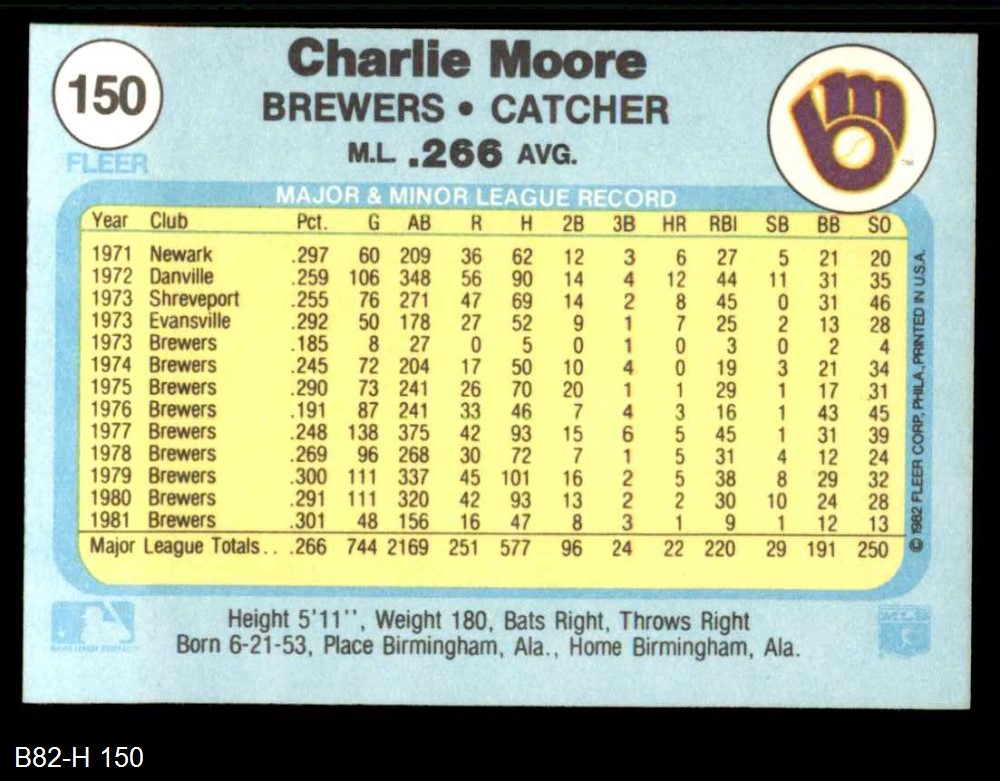 150
FLEER
Charlie Moore
BREWERS • CATCHER
M.L. .266 AVG.
TM
MAJOR & MINOR LEAGUE RECORD
Year Club Pct. G AB R H 2B 3B HR RBI SB BB SO
1971 Newark .297 60 209 36 62 12 3 6 27 5 21 20
1972 Danville .259 106 348 56 90 14 4 12 44 11 31 35
1973 Shreveport .255 76 271 47 69 14 2 8 45 0 31 46
1973 Evansville .292 50 178 27 52 9 1 7 25 2 13 28
1973 Brewers .185 8 27 0 5 0 1 0 3 0 2 4
1974 Brewers .245 72 204 17 50 10 4 0 19 3 21 34
1975 Brewers .290 73 241 26 70 20 1 1 29 1 17 31
1976 Brewers .191 87 241 33 46 7 4 3 16 1 43 45
1977 Brewers .248 138 375 42 93 15 6 5 45 1 31 39
1978 Brewers .269 96 268 30 72 7 1 5 31 4 12 24
1979 Brewers .300 111 337 45 101 16 2 5 38 8 29 32
1980 Brewers .291 111 320 42 93 13 2 2 30 10 24 28
1981 Brewers .301 48 156 16 47 8 3 1 9 1 12 13
Major League Totals... .266 744 2169 251 577 96 24 22 220 29 191 250
© 1982 FLEER CORP., PHILA., PRINTED IN U.S.A.
Height 5'11'', Weight 180, Bats Right, Throws Right
Born 6-21-53, Place Birmingham, Ala., Home Birmingham, Ala.
MLB
B82-H 150